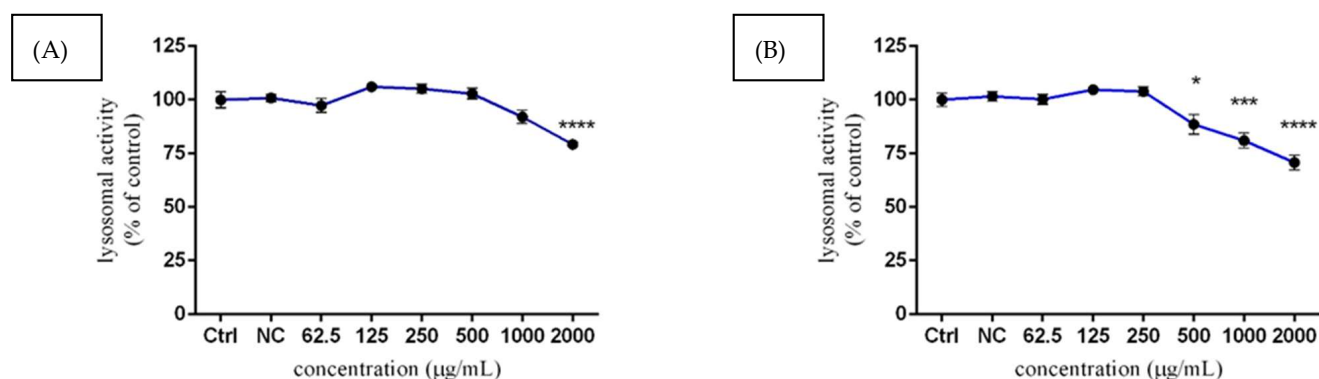 (A)
125
100
75
50
25
0
lysosomal activity
(% of control)
****
Ctrl NC 62.5 125 250 500 1000 2000
concentration (µg/mL)
(B)
125
100
75
50
25
0
lysosomal activity
(% of control)
*
***
****
Ctrl NC 62.5 125 250 500 1000 2000
concentration (µg/mL)